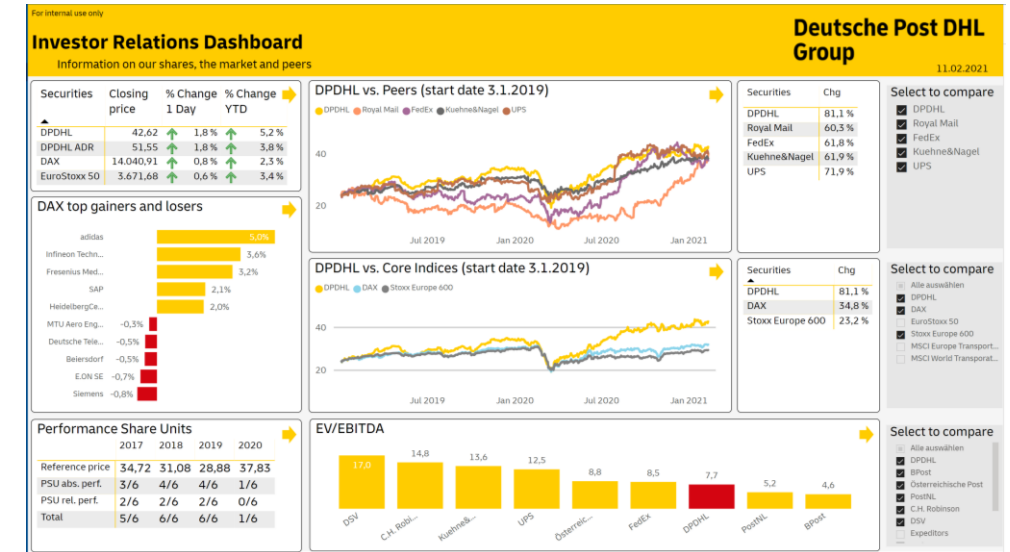 For internal use only
Investor Relations Dashboard
Information on our shares, the market and peers
Deutsche Post DHL
Group
11.02.2021
Securities Closing price % Change 1 Day % Change YTD
DPDHL 42,62 1,8 % 5,2 %
DPDHL ADR 51,55 1,8 % 3,8 %
DAX 14.040,91 0,8 % 2,3 %
EuroStoxx 50 3.671,68 0,6 % 3,4 %
DPDHL vs. Peers (start date 3.1.2019)
DPDHL Royal Mail FedEx Kuehne&Nagel UPS
40
20
Jul 2019 Jan 2020 Jul 2020 Jan 2021
Securities Chg
DPDHL 81,1 %
Royal Mail 60,3 %
FedEx 61,8 %
Kuehne&Nagel 61,9 %
UPS 71,9 %
Select to compare
DPDHL
Royal Mail
FedEx
Kuehne&Nagel
UPS
DAX top gainers and losers
adidas 5,0%
Infineon Techn... 3,6%
Fresenius Med... 3,2%
SAP 2,1%
HeidelbergCe... 2,0%
MTU Aero Eng... -0,3%
Deutsche Tele... -0,5%
Beiersdorf -0,5%
E.ON SE -0,7%
Siemens -0,8%
DPDHL vs. Core Indices (start date 3.1.2019)
DPDHL DAX Stoxx Europe 600
40
20
Jul 2019 Jan 2020 Jul 2020 Jan 2021
Securities Chg
DPDHL 81,1 %
DAX 34,8 %
Stoxx Europe 600 23,2 %
Select to compare
Alle auswählen
DPDHL
DAX
EuroStoxx 50
Stoxx Europe 600
MSCI Europe Transport...
MSCI World Transporat...
Performance Share Units
2017 2018 2019 2020
Reference price 34,72 31,08 28,88 37,83
PSU abs. perf. 3/6 4/6 4/6 1/6
PSU rel. perf. 2/6 2/6 2/6 0/6
Total 5/6 6/6 6/6 1/6
EV/EBITDA
17,0 14,8 13,6 12,5 8,8 8,5 7,7 5,2 4,6
DSV C.H. Robi... Kuehne&... UPS Österreic... FedEx DPDHL PostNL BPost
Select to compare
Alle auswählen
DPDHL
BPost
Österreichische Post
PostNL
C.H. Robinson
DSV
Expeditors